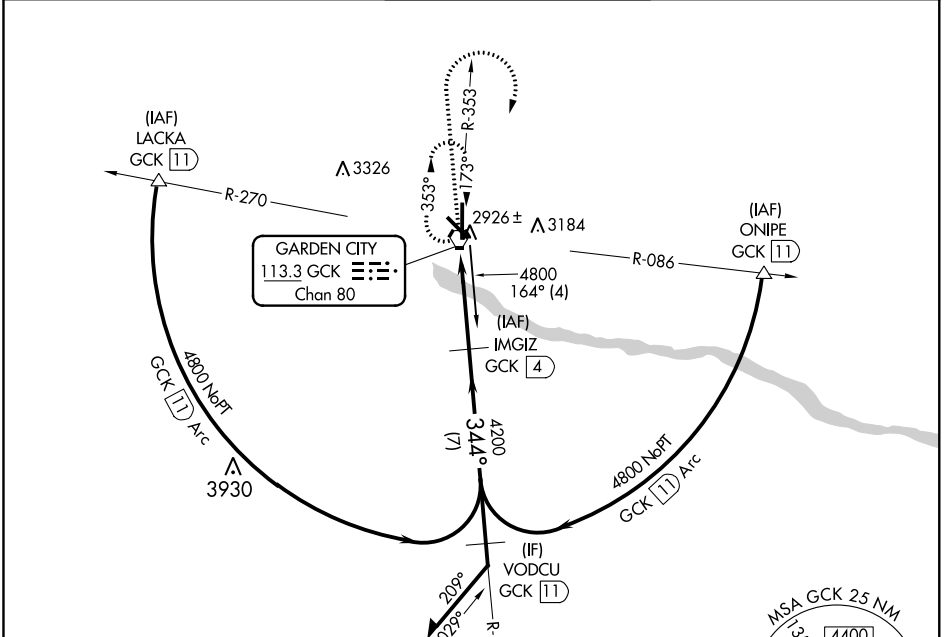 (IAF)
LACKA
GCK 11
R-270
3326
R-353
353°
173°
2926 ±
3184
GARDEN CITY
113.3 GCK
Chan 80
4800
164° (4)
(IAF)
ONIPE
GCK 11
R-086
(IAF)
IMGIZ
GCK 4
4800 NoPT
GCK 11 Arc
3930
4200
344°
(7)
4800 NoPT
GCK 11 Arc
(IF)
VODCU
GCK 11
209°
029°
R-
MSA GCK 25 NM
4400